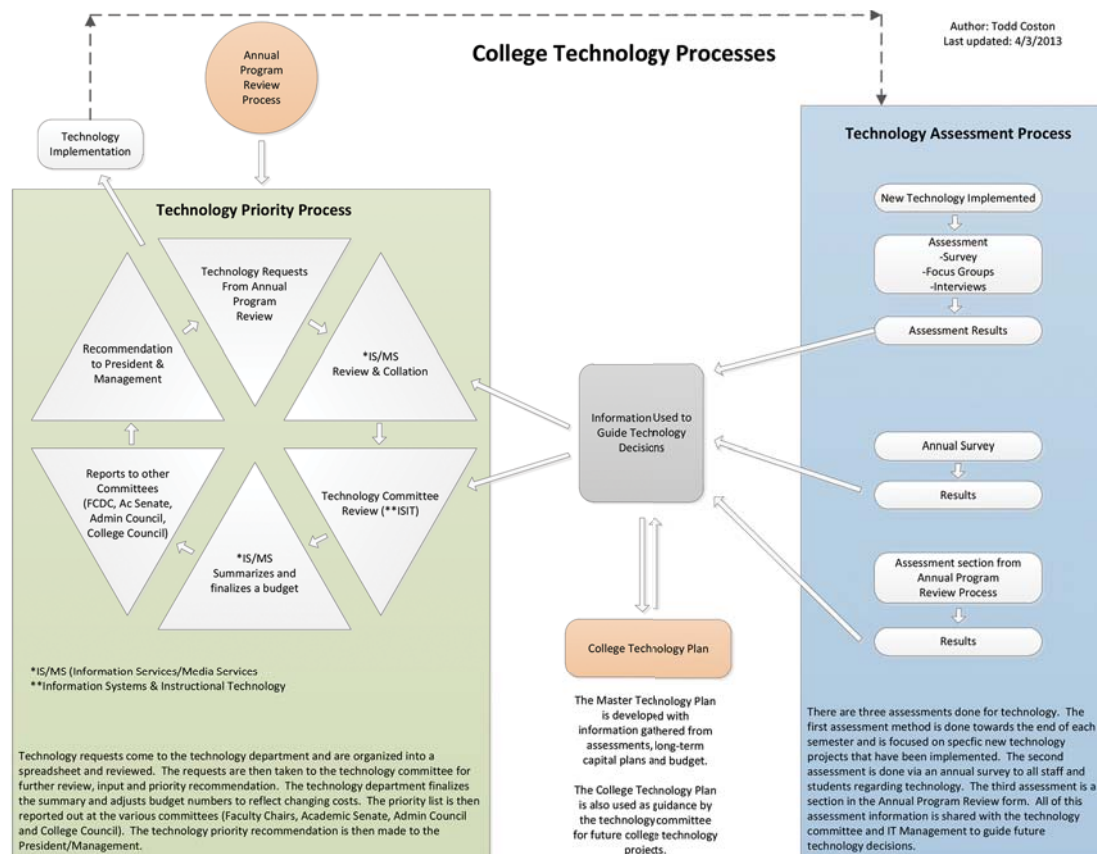 College Technology Processes
Author: Todd Coston
Last updated: 4/3/2013
Annual
Program
Review
Process
Technology
Implementation
Technology Priority Process
Technology Requests
From Annual
Program
Review
*IS/MS
Review & Collation
Technology Committee
Review (**ISIT)
*IS/MS
Summarizes and
finalizes a budget
Reports to other
Committees
(FCDC, Ac Senate,
Admin Council,
College Council)
Recommendation
to President &
Management
*IS/MS (Information Services/Media Services
**Information Systems & Instructional Technology
Technology requests come to the technology department and are organized into a
spreadsheet and reviewed. The requests are then taken to the technology committee for
further review, input and priority recommendation. The technology department finalizes
the summary and adjusts budget numbers to reflect changing costs. The priority list is then
reported out at the various committees (Faculty Chairs, Academic Senate, Admin Council
and College Council). The technology priority recommendation is then made to the
President/Management.
Information Used to
Guide Technology
Decisions
College Technology Plan
The Master Technology Plan
is developed with
information gathered from
assessments, long-term
capital plans and budget.
The College Technology Plan
is also used as guidance by
the technology committee
for future college technology
projects.
Technology Assessment Process
New Technology Implemented
Assessment
-Survey
-Focus Groups
-Interviews
Assessment Results
Annual Survey
Results
Assessment section from
Annual Program
Review Process
Results
There are three assessments done for technology. The
first assessment method is done towards the end of each
semester and is focused on specfic new technology
projects that have been implemented. The second
assessment is done via an annual survey to all staff and
students regarding technology. The third assessment is a
section in the Annual Program Review form. All of this
assessment information is shared with the technology
committee and IT Management to guide future
technology decisions.